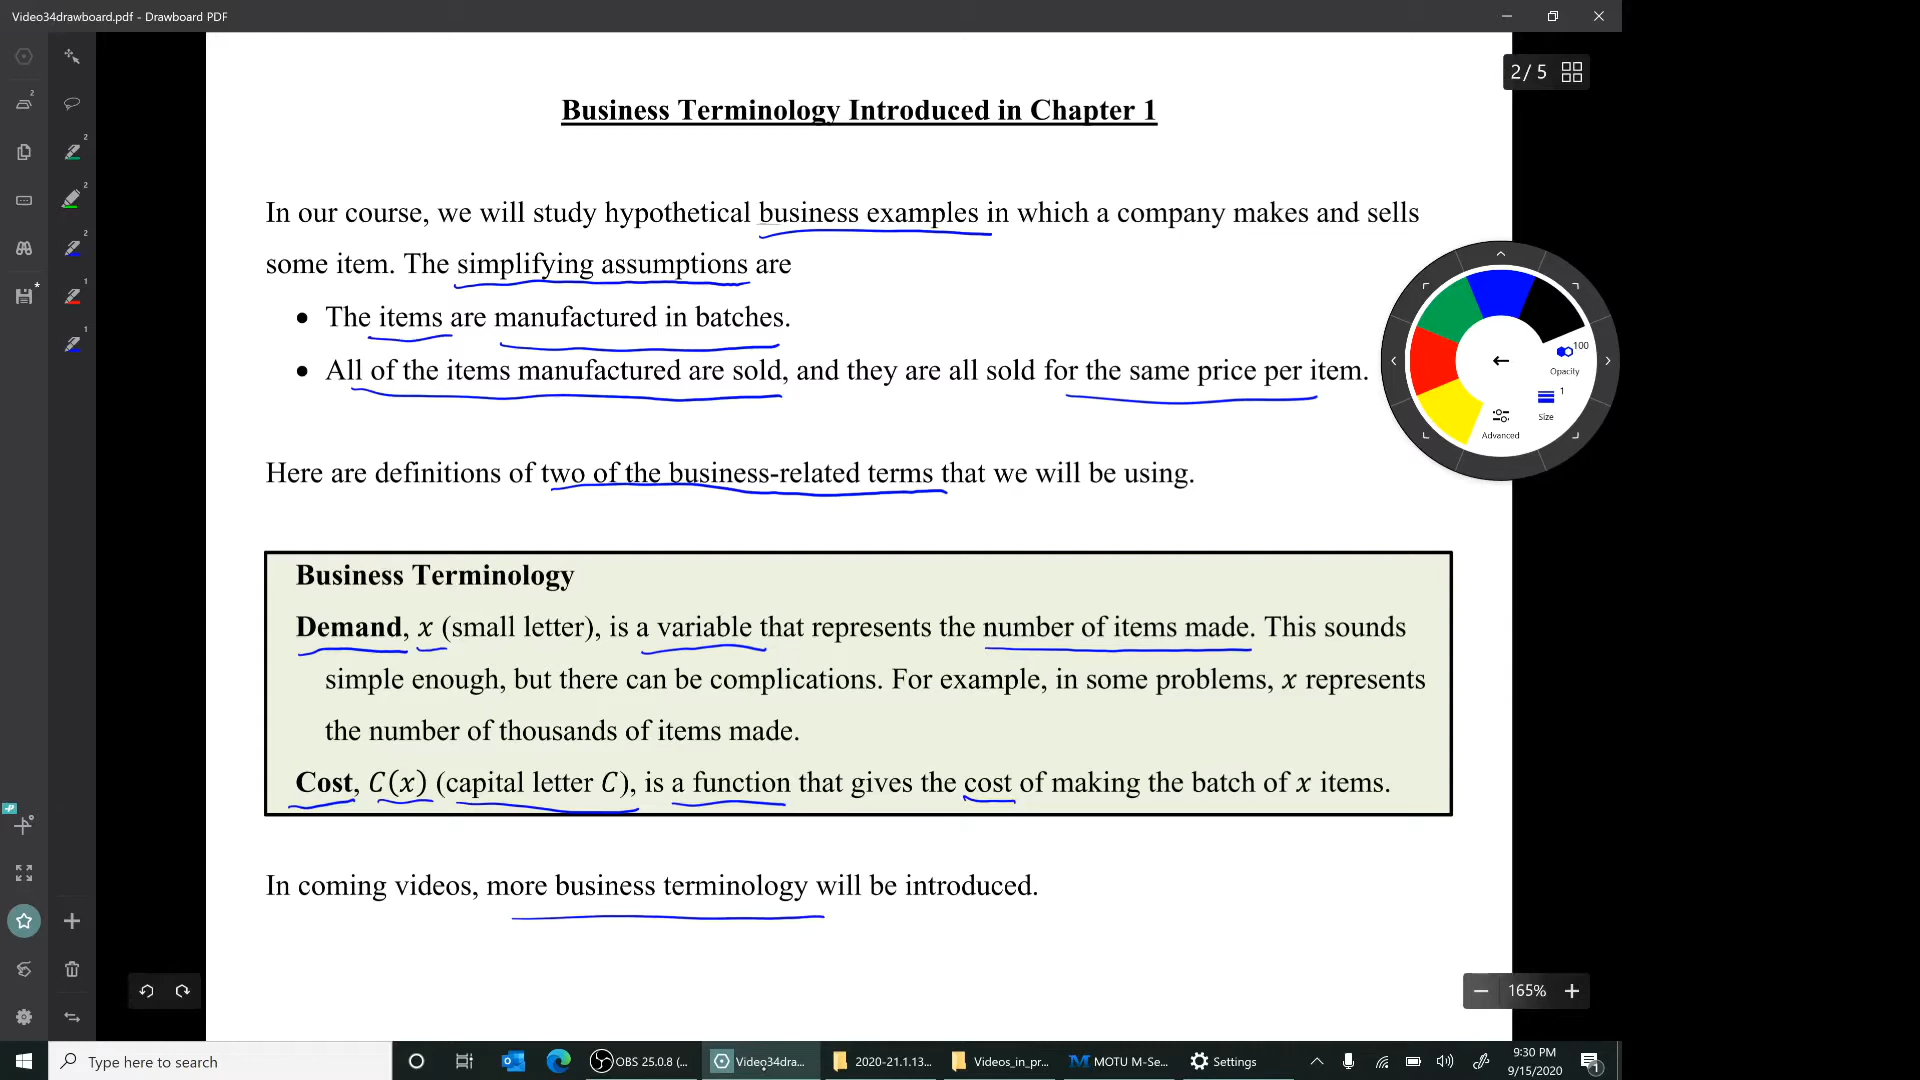 Video34drawboard.pdf - Drawboard PDF
2 / 5
Business Terminology Introduced in Chapter 1
In our course, we will study hypothetical business examples in which a company makes and sells
some item. The simplifying assumptions are
• The items are manufactured in batches.
• All of the items manufactured are sold, and they are all sold for the same price per item.
100
Opacity
1
Size
Advanced
Here are definitions of two of the business-related terms that we will be using.
Business Terminology
Demand, x (small letter), is a variable that represents the number of items made. This sounds
simple enough, but there can be complications. For example, in some problems, x represents
the number of thousands of items made.
Cost, C(x) (capital letter C), is a function that gives the cost of making the batch of x items.
In coming videos, more business terminology will be introduced.
2
2
2
2
1
1
165%
Type here to search
OBS 25.0.8 (...
Video34dra...
2020-21.1.13...
Videos_in_pr...
MOTU M-Se...
Settings
9:30 PM
9/15/2020
1